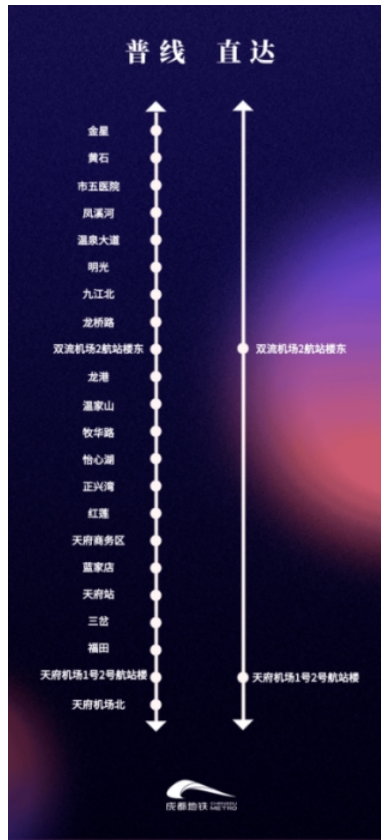 普线 直达
金星
黄石
市五医院
凤溪河
温泉大道
明光
九江北
龙桥路
双流机场2航站楼东
双流机场2航站楼东
龙港
温家山
牧华路
怡心湖
正兴湾
红莲
天府商务区
蓝家店
天府站
三岔
福田
天府机场1号2号航站楼
天府机场1号2号航站楼
天府机场北
成都地铁 CHENGDU METRO